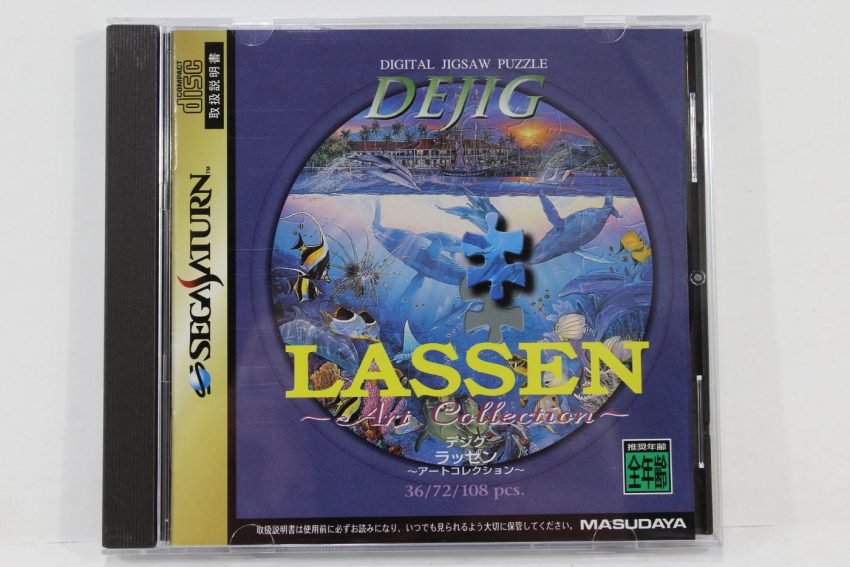 COMPACT
disc
取扱説明書
SEGA SATURN™
DIGITAL JIGSAW PUZZLE
DEJIG
LASSEN
~Art Collection~
デジグ
ラッセン
~アートコレクション~
36/72/108 pcs.
推奨年齢
全年齢
取扱説明書は使用前に必ずお読みになり、いつでも見られるよう大切に保管してください。
MASUDAYA